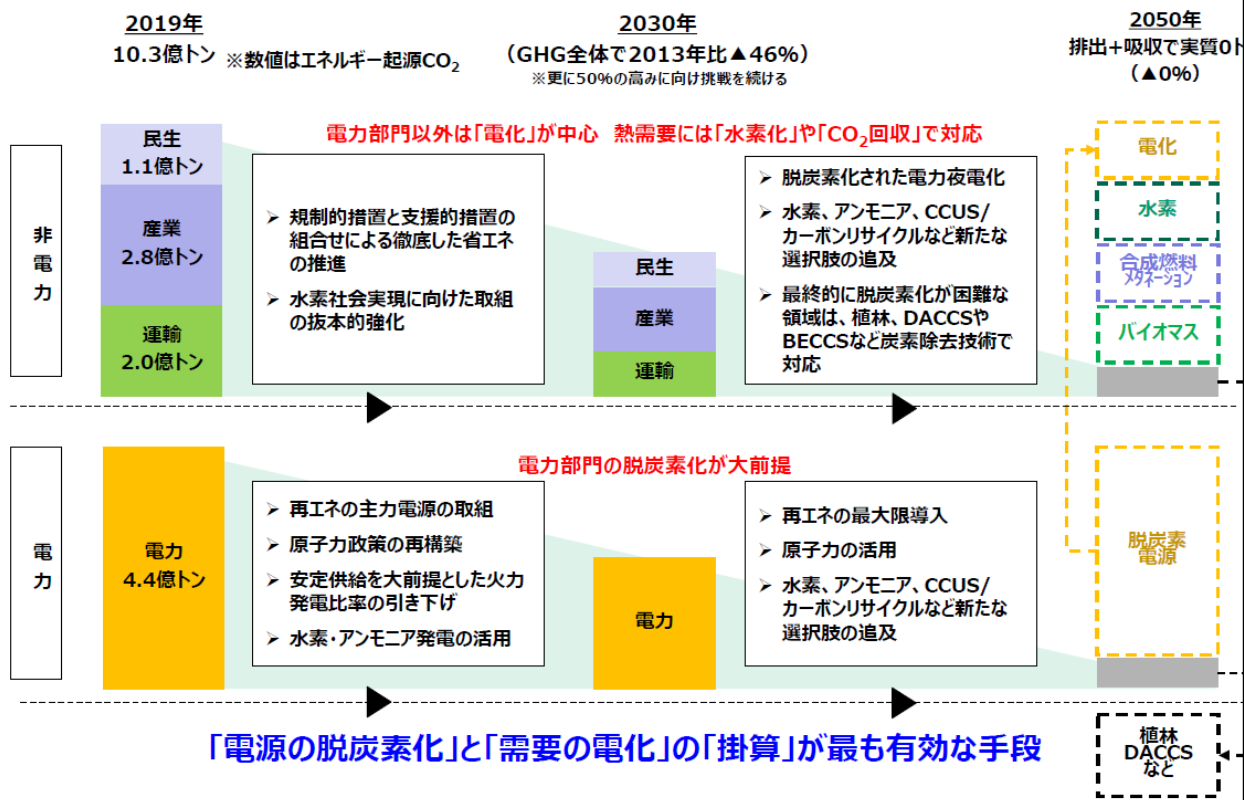 2019年
10.3億トン
※数値はエネルギー起源CO₂
2030年
(GHG全体で2013年比▲46%)
※更に50%の高みに向け挑戦を続ける
2050年
排出+吸収で実質0ト
(▲0%)
電力部門以外は「電化」が中心 熱需要には「水素化」や「CO₂回収」で対応
非電力
民生
1.1億トン
産業
2.8億トン
運輸
2.0億トン
➢ 規制的措置と支援的措置の
組合せによる徹底した省エネ
の推進
➢ 水素社会実現に向けた取組
の抜本的強化
民生
産業
運輸
➢ 脱炭素化された電力夜電化
➢ 水素、アンモニア、CCUS/
カーボンリサイクルなど新たな
選択肢の追及
➢ 最終的に脱炭素化が困難な
領域は、植林、DACCSや
BECCSなど炭素除去技術で
対応
電化
水素
合成燃料
メタネーション
バイオマス
電力部門の脱炭素化が大前提
電力
電力
4.4億トン
➢ 再エネの主力電源の取組
➢ 原子力政策の再構築
➢ 安定供給を大前提とした火力
発電比率の引き下げ
➢ 水素・アンモニア発電の活用
電力
➢ 再エネの最大限導入
➢ 原子力の活用
➢ 水素、アンモニア、CCUS/
カーボンリサイクルなど新たな
選択肢の追及
脱炭素
電源
「電源の脱炭素化」と「需要の電化」の「掛算」が最も有効な手段
植林
DACCS
など